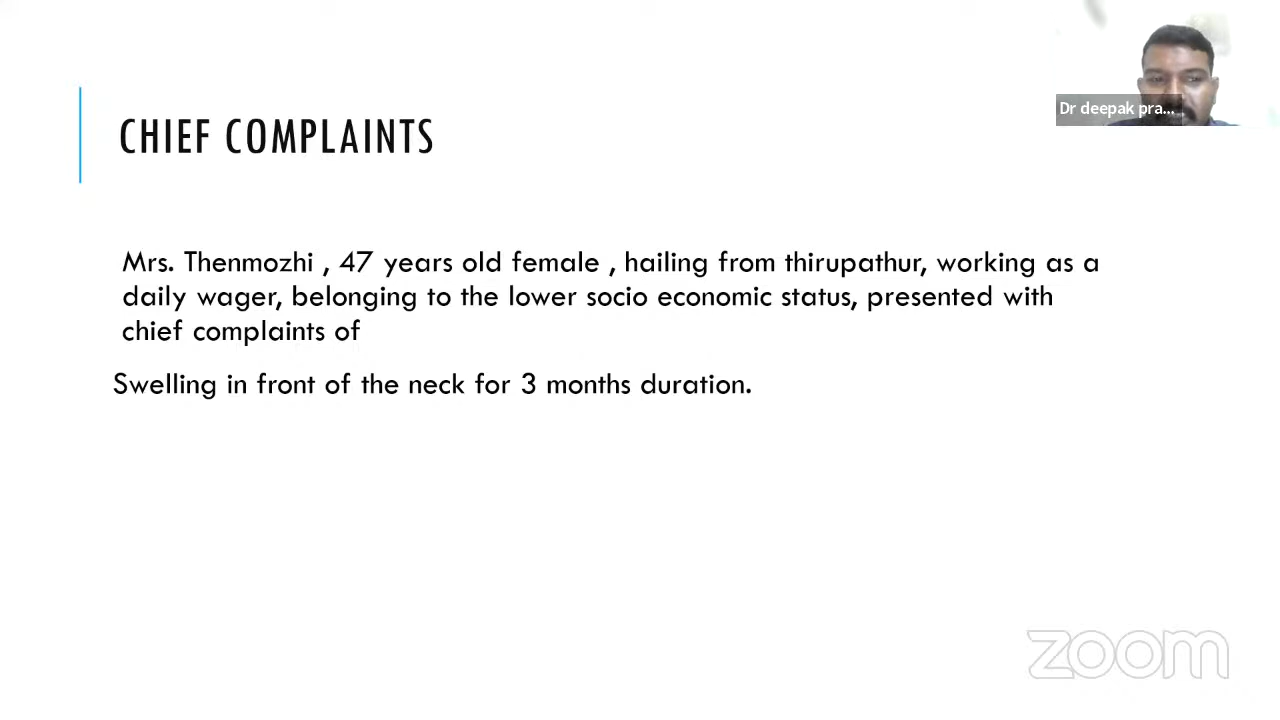 Dr deepak pra...
CHIEF COMPLAINTS
Mrs. Thenmozhi , 47 years old female , hailing from thirupathur, working as a
daily wager, belonging to the lower socio economic status, presented with
chief complaints of
Swelling in front of the neck for 3 months duration.
zoom